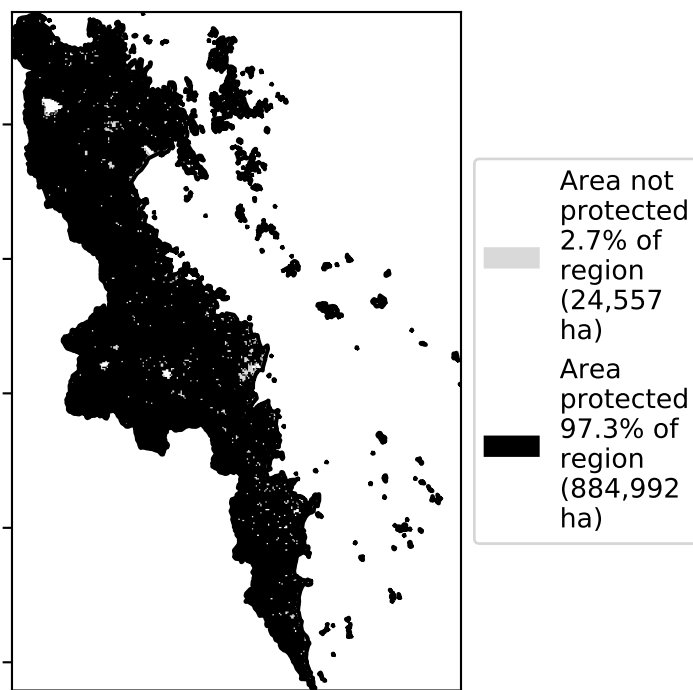 Area not
protected
2.7% of
region
(24,557
ha)
Area
protected
97.3% of
region
(884,992
ha)